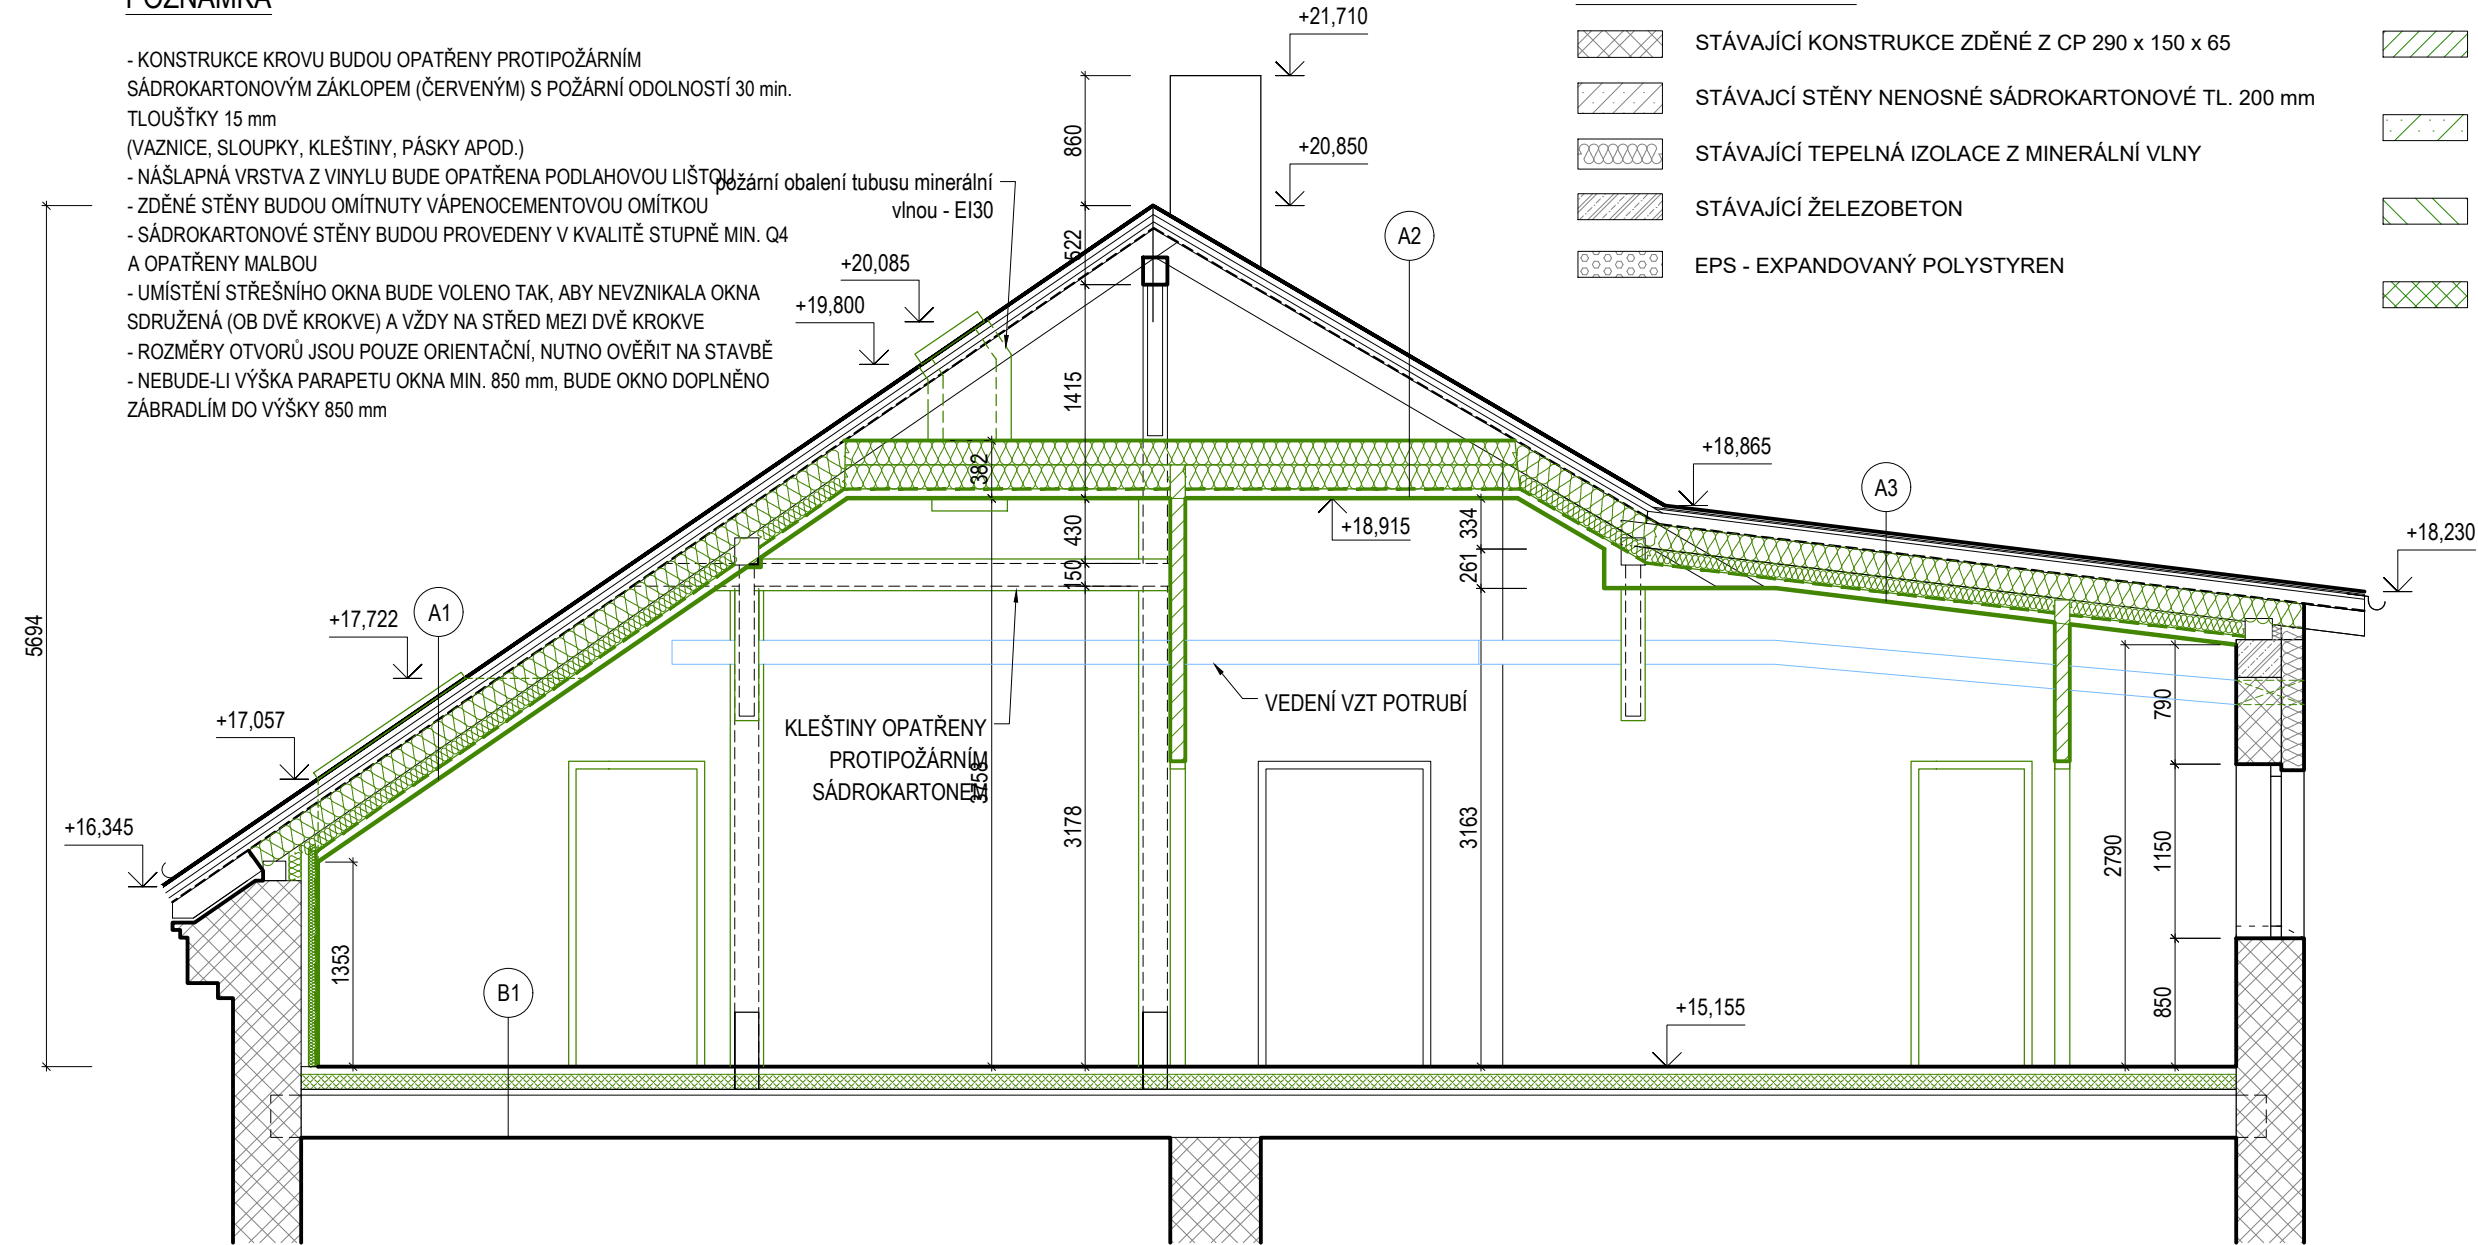 POZNÁMKA
- KONSTRUKCE KROVU BUDOU OPATŘENY PROTIPOŽÁRNÍM
SÁDROKARTONOVÝM ZÁKLOPEM (ČERVENÝM) S POŽÁRNÍ ODOLNOSTÍ 30 min.
TLOUŠŤKY 15 mm
(VAZNICE, SLOUPKY, KLEŠTINY, PÁSKY APOD.)
- NÁŠLAPNÁ VRSTVA Z VINYLU BUDE OPATŘENA PODLAHOVOU LIŠTOU
- ZDĚNÉ STĚNY BUDOU OMÍTNUTY VÁPENOCEMENTOVOU OMÍTKOU
- SÁDROKARTONOVÉ STĚNY BUDOU PROVEDENY V KVALITĚ STUPNĚ MIN. Q4
A OPATŘENY MALBOU
- UMÍSTĚNÍ STŘEŠNÍHO OKNA BUDE VOLENO TAK, ABY NEVZNIKALA OKNA
SDRUŽENÁ (OB DVĚ KROKVE) A VŽDY NA STŘED MEZI DVĚ KROKVE
- ROZMĚRY OTVORŮ JSOU POUZE ORIENTAČNÍ, NUTNO OVĚŘIT NA STAVBĚ
- NEBUDE-LI VÝŠKA PARAPETU OKNA MIN. 850 mm, BUDE OKNO DOPLNĚNO
ZÁBRADLÍM DO VÝŠKY 850 mm
požární obalení tubusu minerální
vlnou - EI30
STÁVAJÍCÍ KONSTRUKCE ZDĚNÉ Z CP 290 x 150 x 65
STÁVAJCÍ STĚNY NENOSNÉ SÁDROKARTONOVÉ TL. 200 mm
STÁVAJÍCÍ TEPELNÁ IZOLACE Z MINERÁLNÍ VLNY
STÁVAJÍCÍ ŽELEZOBETON
EPS - EXPANDOVANÝ POLYSTYREN
+21,710
+20,850
860
522
A2
+20,085
+19,800
1415
382
+18,865
A3
+18,915
430
334
+18,230
150
261
A1
+17,722
5694
VEDENÍ VZT POTRUBÍ
790
+17,057
KLEŠTINY OPATŘENY
PROTIPOŽÁRNÍM
SÁDROKARTONEM
3758
3178
3163
+16,345
2790
1150
1353
B1
850
+15,155